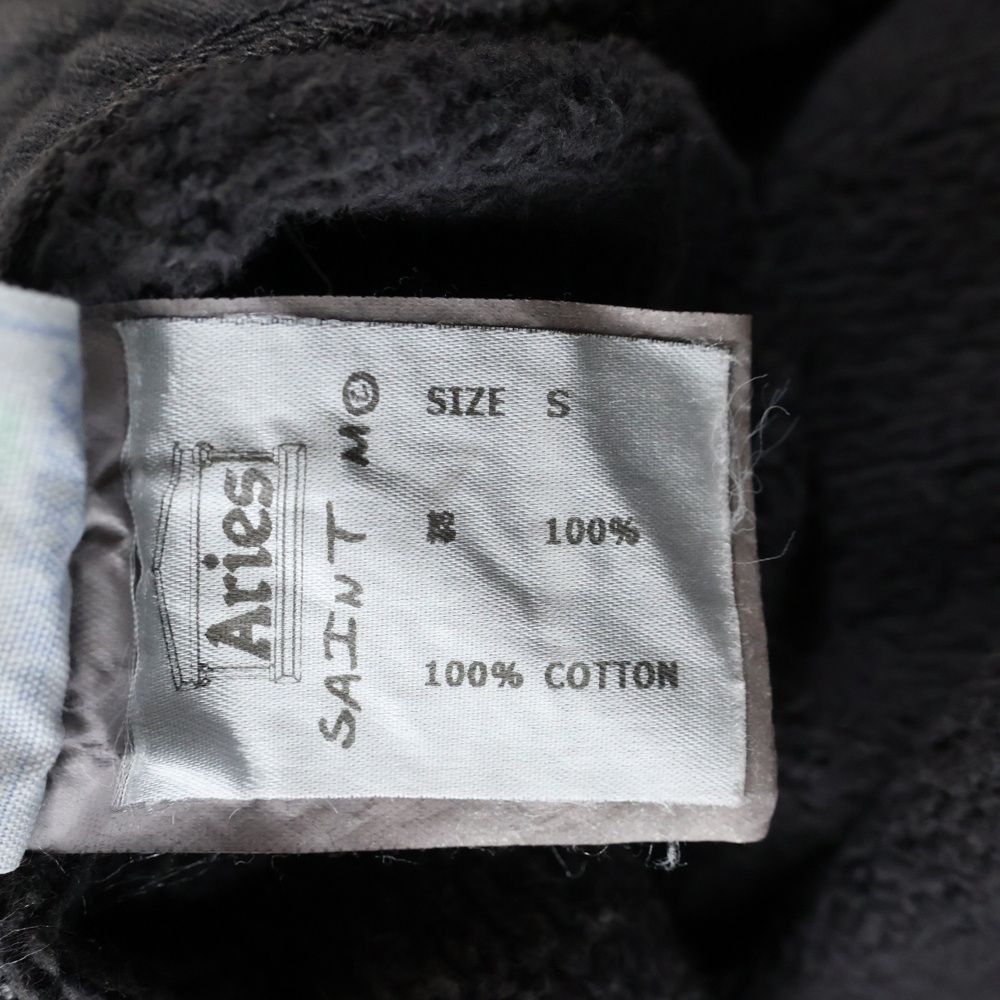 Aries
SAINT M
SIZE S
100%
100% COTTON